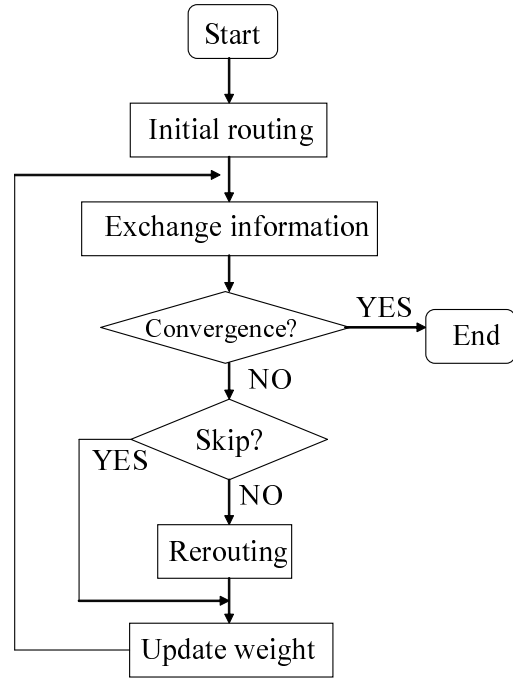 Start
Initial routing
Exchange information
Convergence?
YES
End
NO
Skip?
YES
NO
Rerouting
Update weight